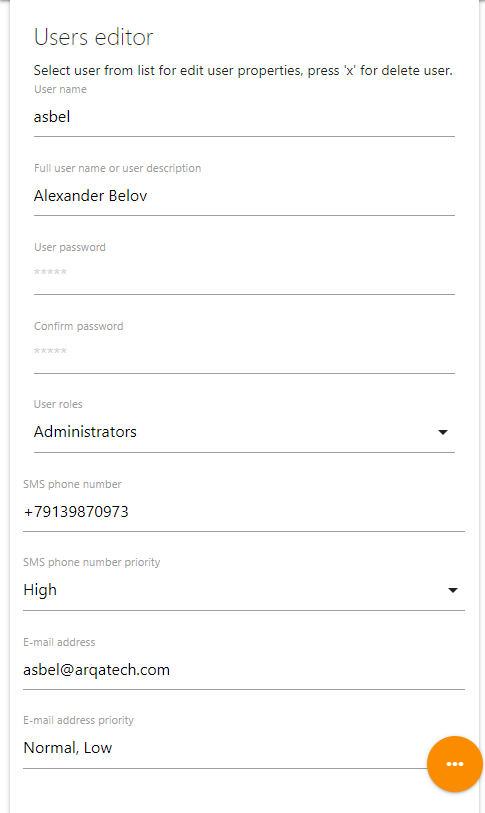 Users editor
Select user from list for edit user properties, press 'x' for delete user.
User name
asbel
Full user name or user description
Alexander Belov
User password
*****
Confirm password
*****
User roles
Administrators
SMS phone number
+79139870973
SMS phone number priority
High
E-mail address
asbel@arqatech.com
E-mail address priority
Normal, Low